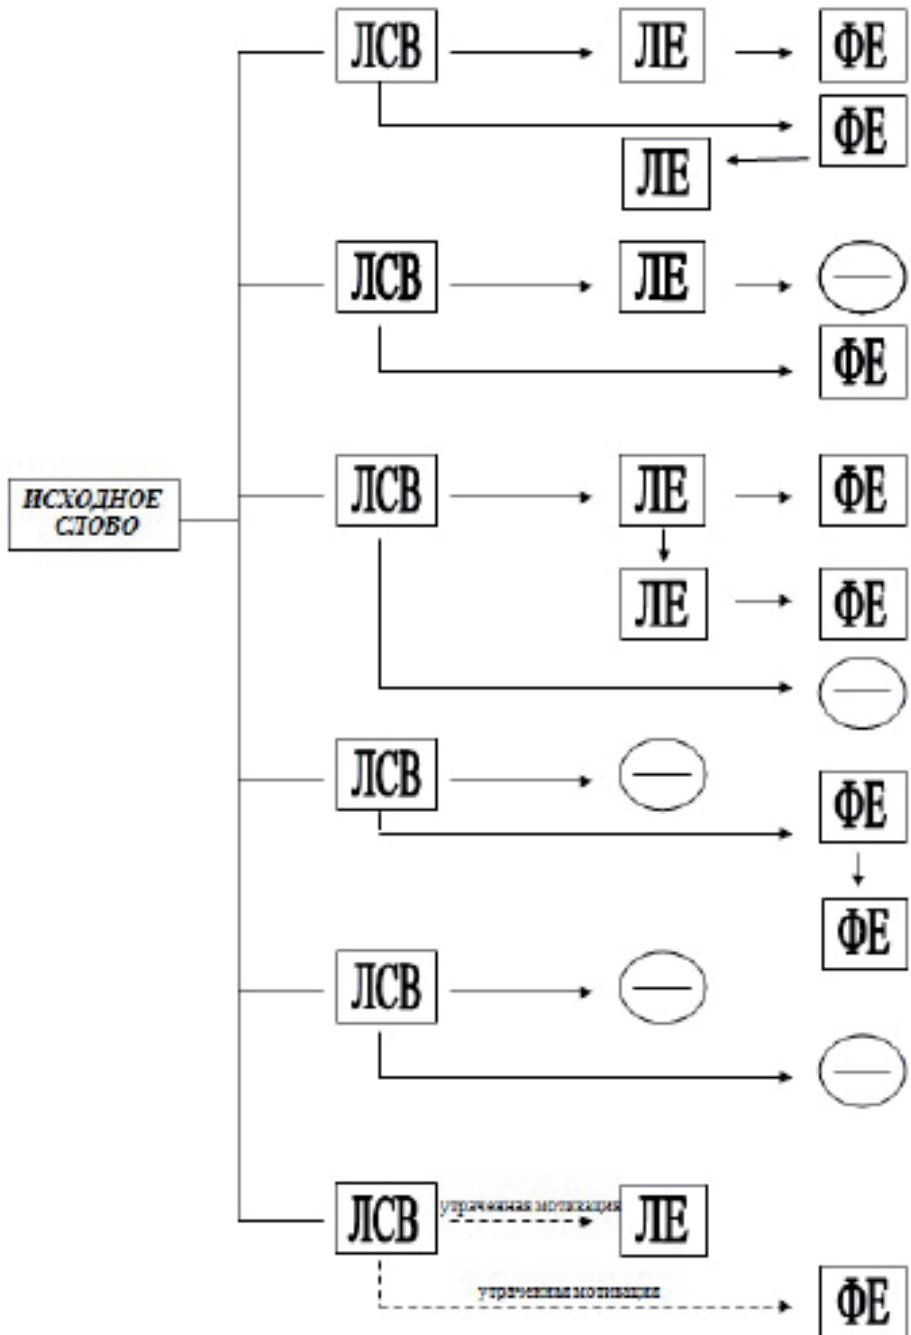 ЛСВ ЛЕ ФЕ
ФЕ
ЛЕ
ЛСВ ЛЕ
ФЕ
ЛСВ ЛЕ ФЕ
ИСХОДНОЕ
СЛОВО
ЛЕ ФЕ
ЛСВ
ФЕ
ФЕ
ЛСВ
ЛСВ утраченная мотивация ЛЕ
утраченная мотивация
ФЕ